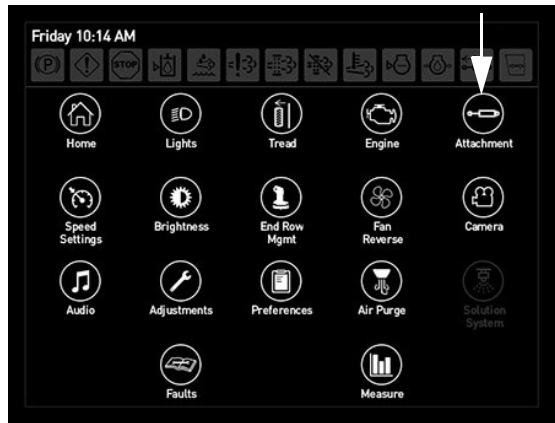 Friday 10:14 AM
(P) STOP
Home Lights Tread Engine Attachment
Speed Settings Brightness End Row Mgmt Fan Reverse Camera
Audio Adjustments Preferences Air Purge Solution System
Faults Measure